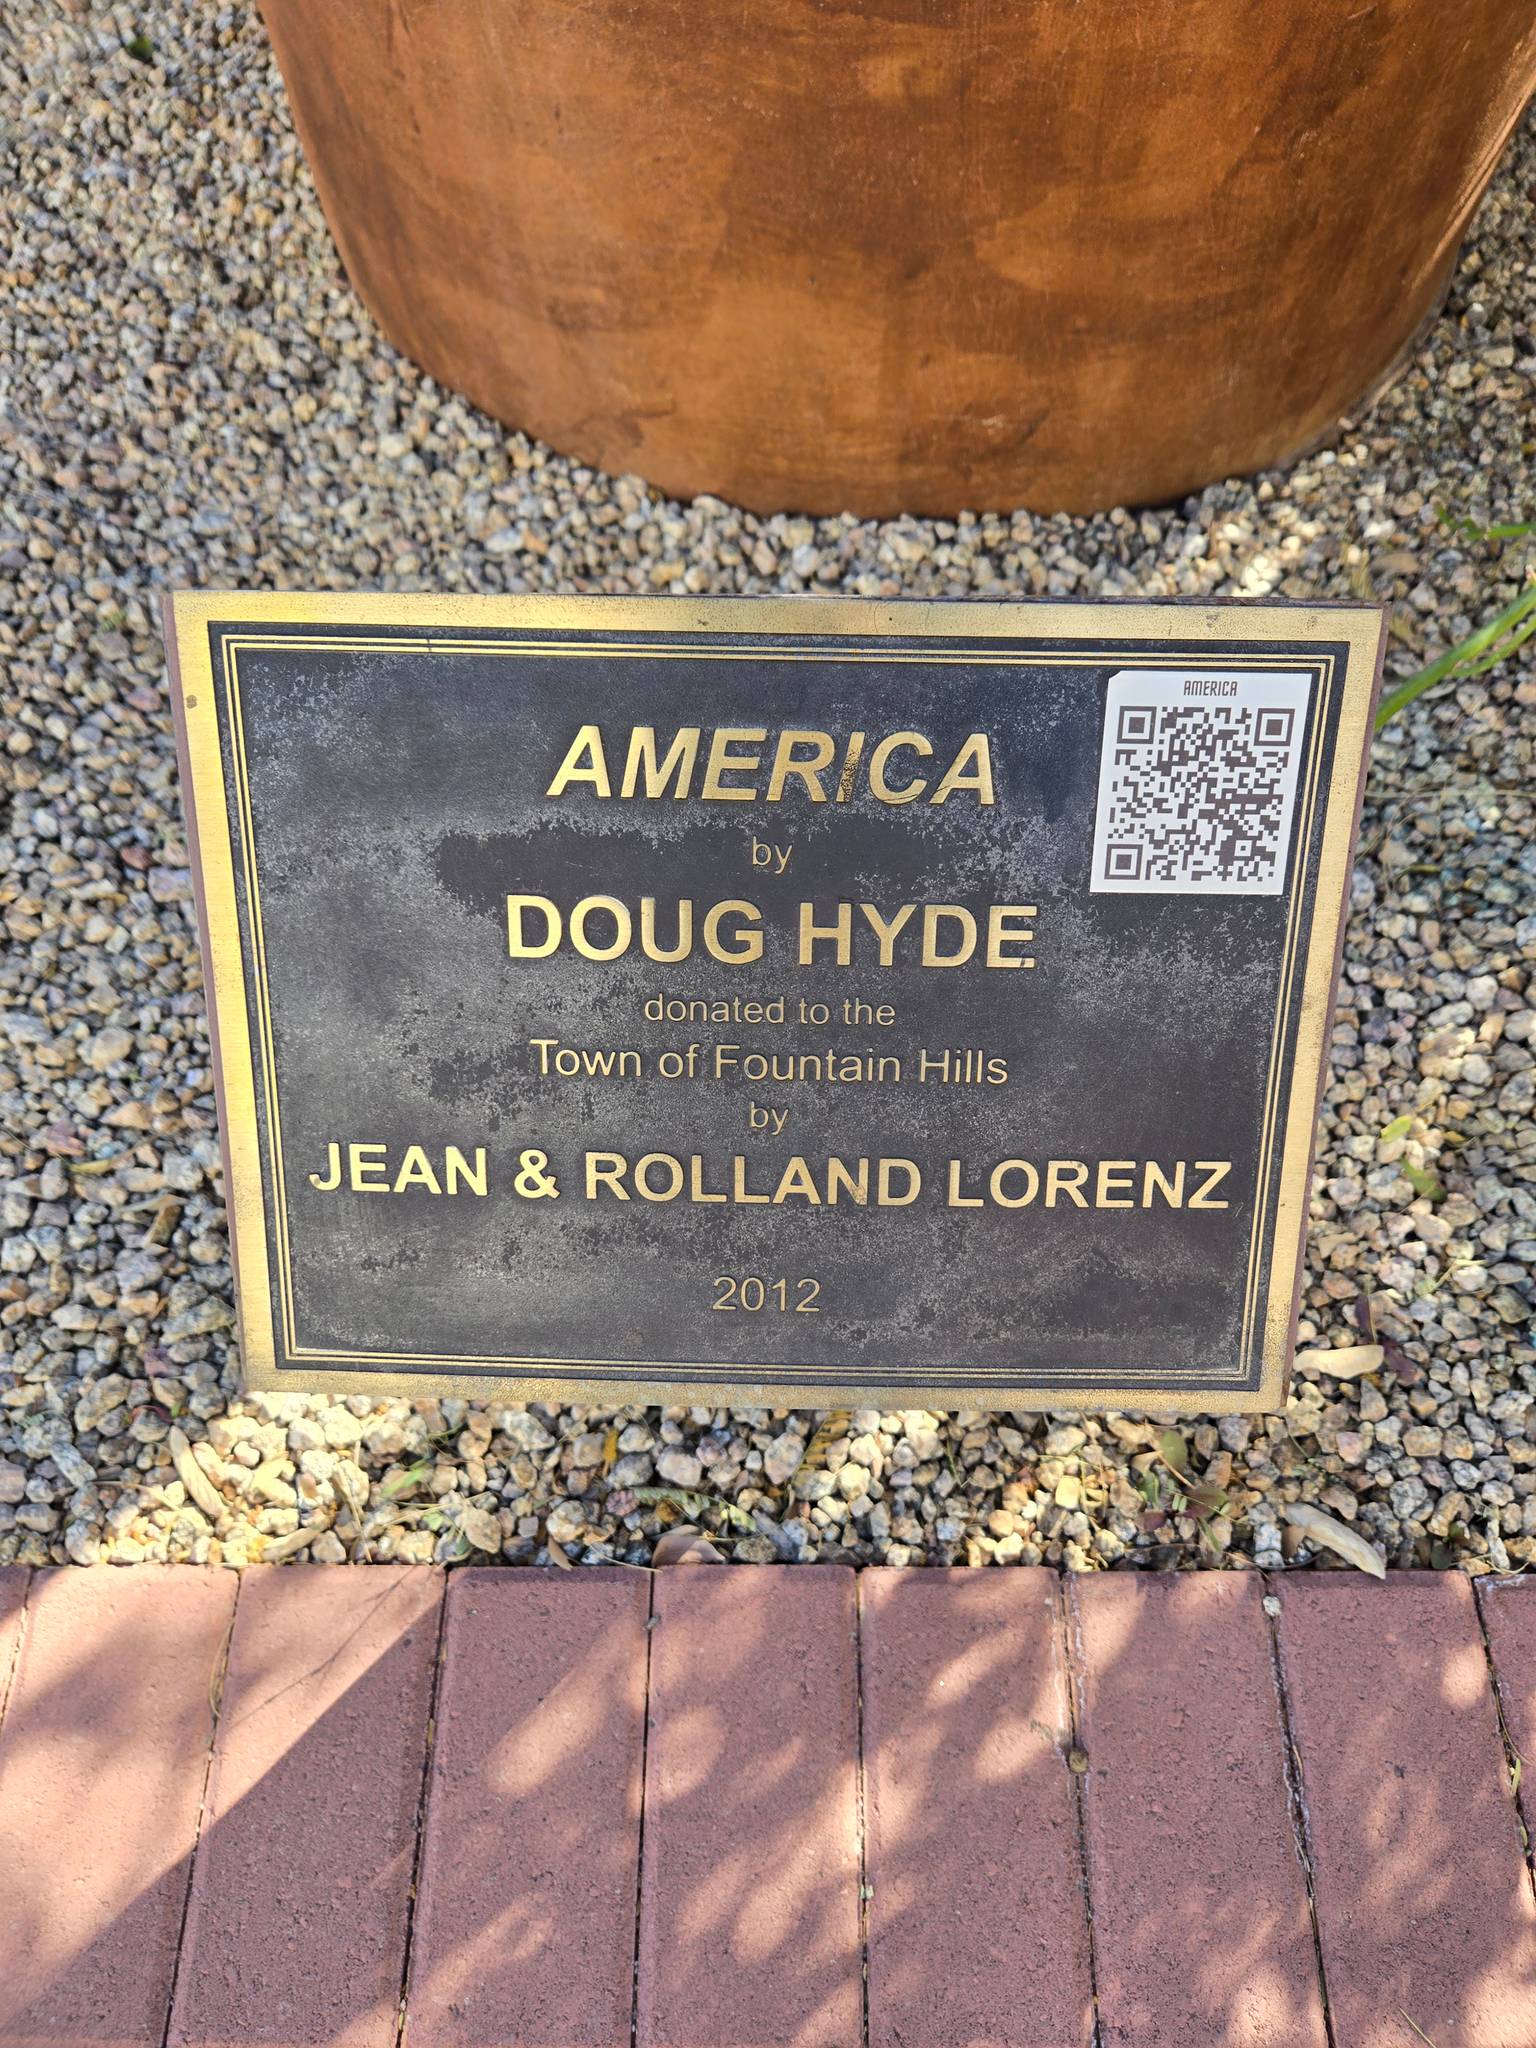 AMERICA
AMERICA
by
DOUG HYDE
donated to the
Town of Fountain Hills
by
JEAN & ROLLAND LORENZ
2012